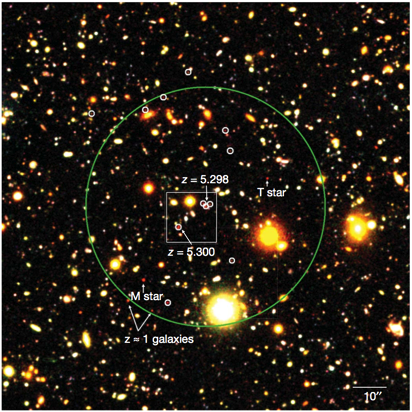 z = 5.298
T star
z = 5.300
M star
z ≈ 1 galaxies
10″